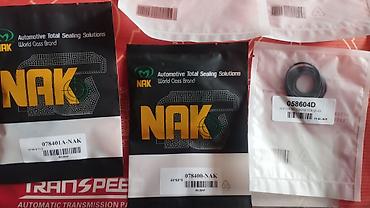 NAK
Automotive Total Sealing Solutions
World Class Brand
NAK
078401A-NAK
NAK
Automotive Total Sealing Solutions
World Class Brand
NAK
078400-NAK
058604D
TRANSPEED
AUTOMATIC TRANSMISSION PA